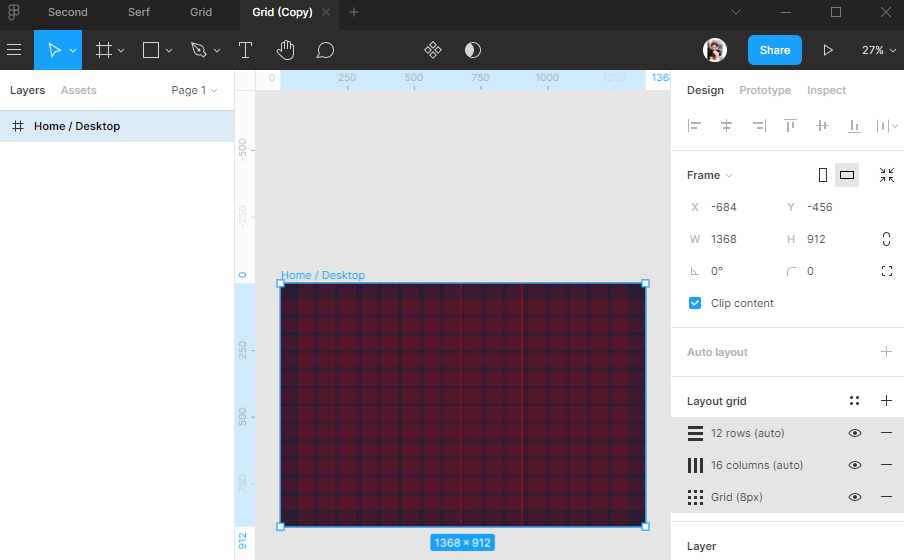 Second Serf Grid Grid (Copy)
Share 27%
Layers Assets Page 1
0 250 500 750 1000 1250 1368
Design Prototype Inspect
Home / Desktop
-500
-250
0
250
500
750
912
Home / Desktop
1368 × 912
Frame
X -684 Y -456
W 1368 H 912
0° 0
Clip content
Auto layout
Layout grid
12 rows (auto)
16 columns (auto)
Grid (8px)
Layer